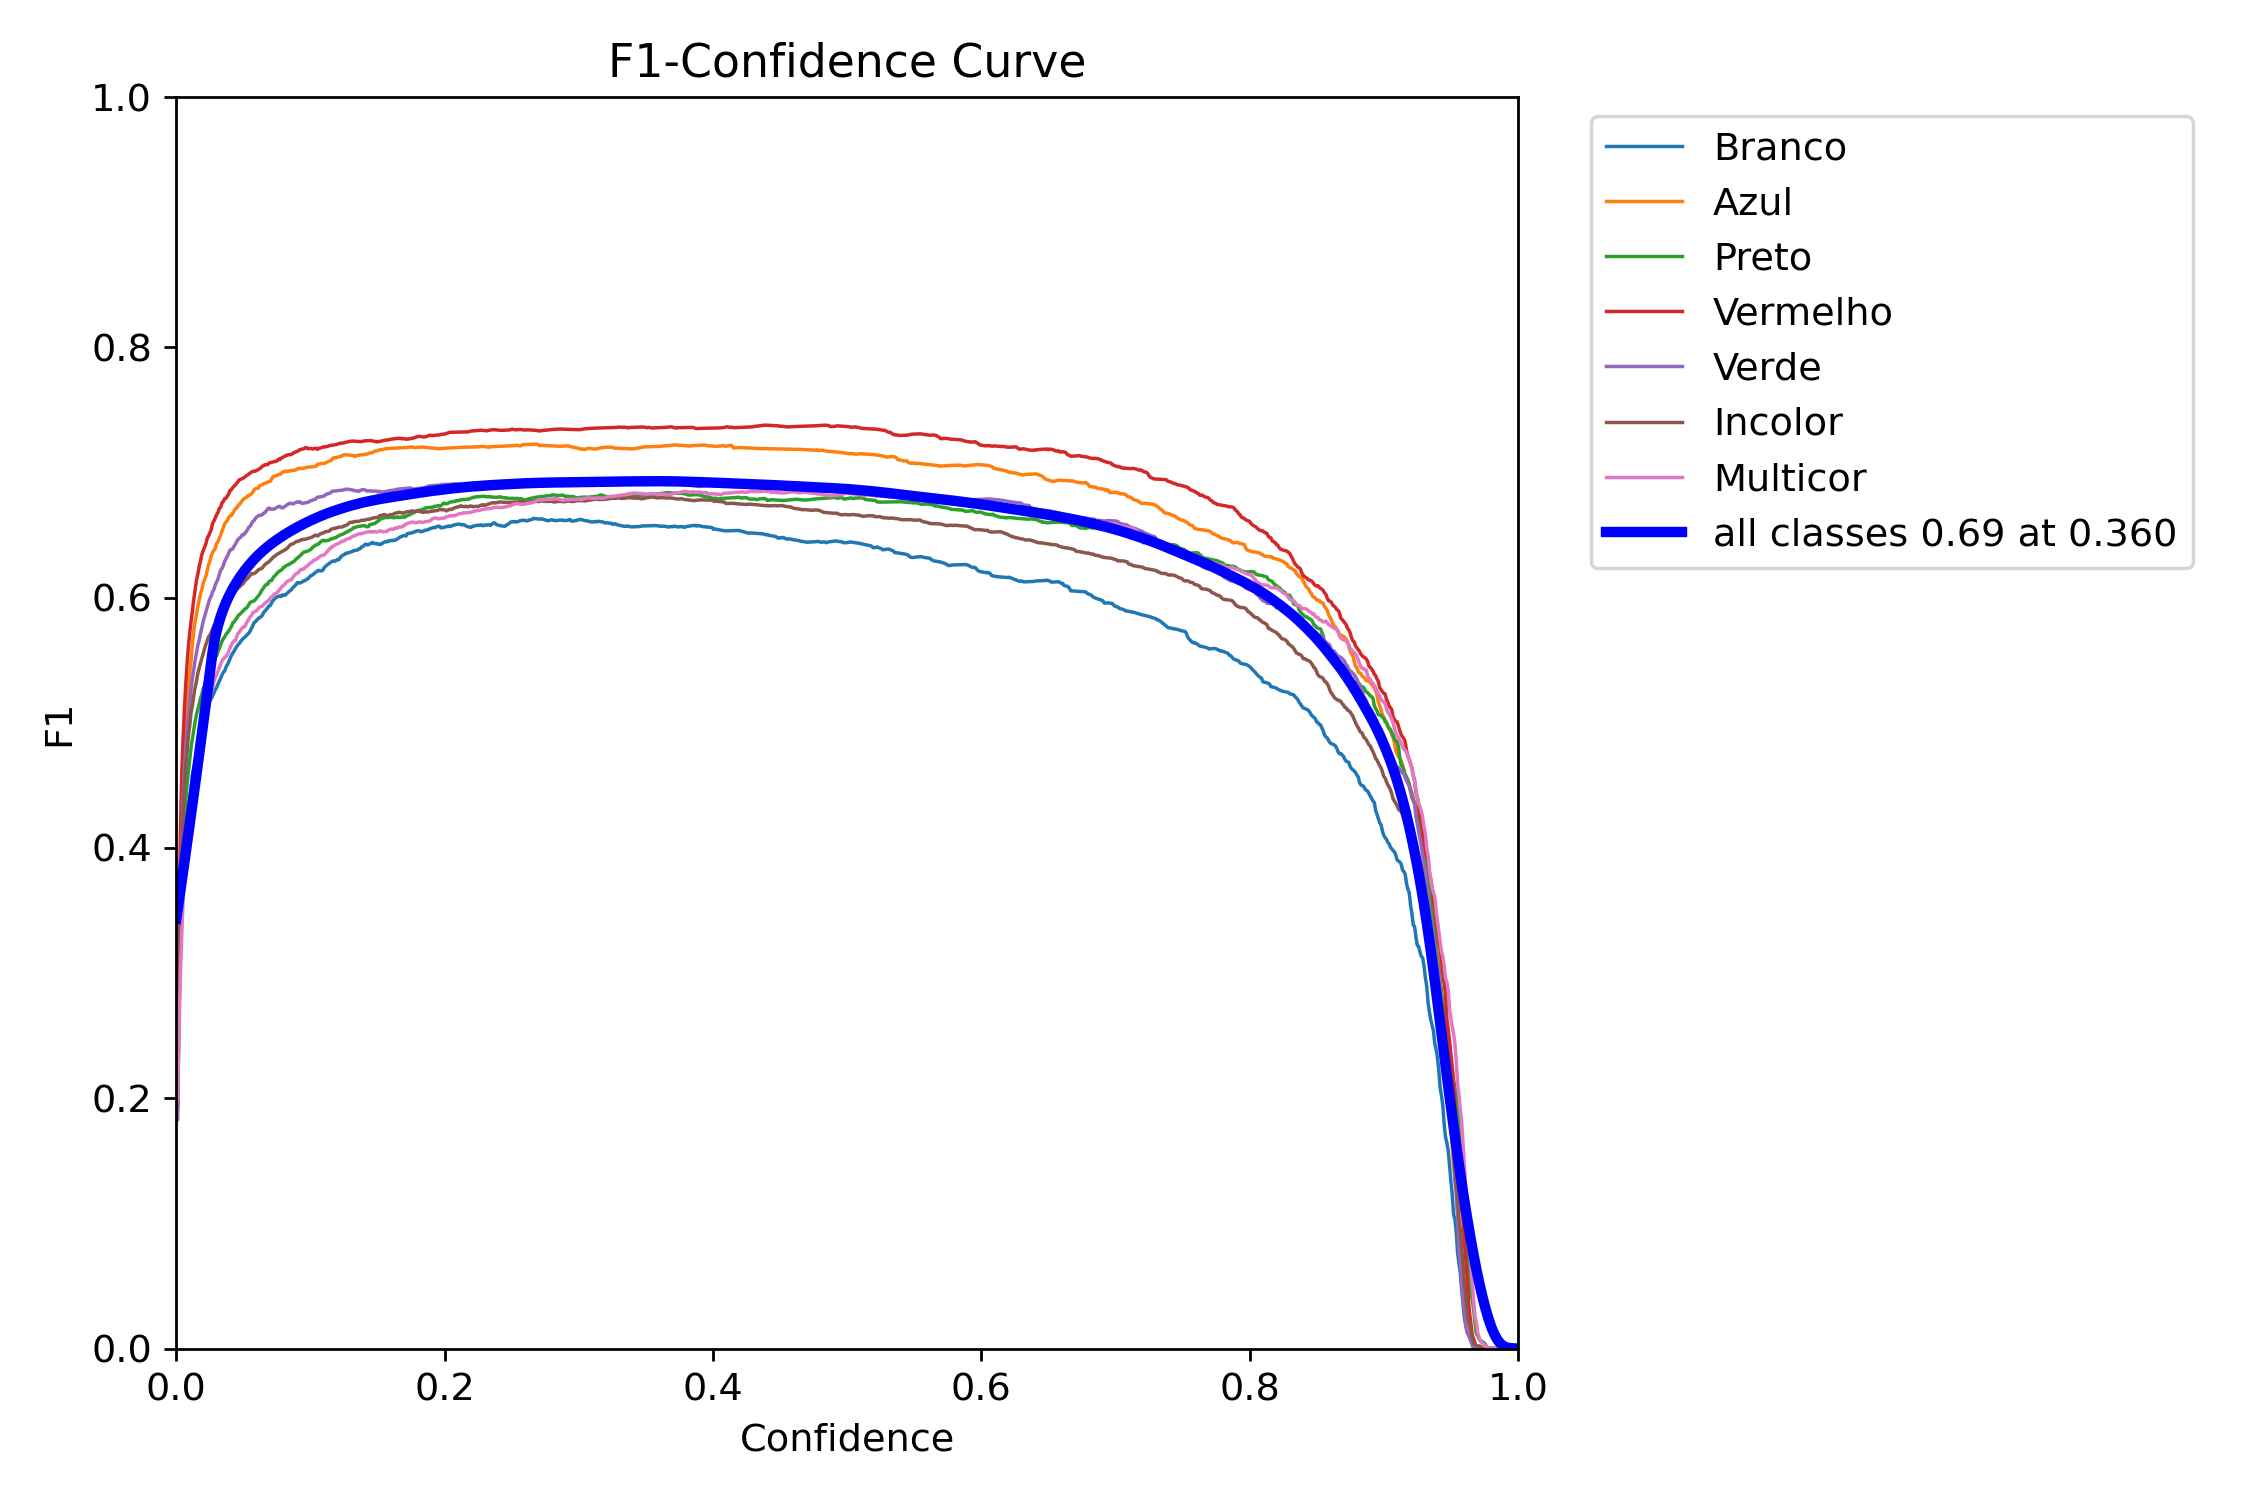 F1-Confidence Curve
1.0
0.8
0.6
0.4
0.2
0.0
F1
0.0 0.2 0.4 0.6 0.8 1.0
Confidence
Branco
Azul
Preto
Vermelho
Verde
Incolor
Multicor
all classes 0.69 at 0.360